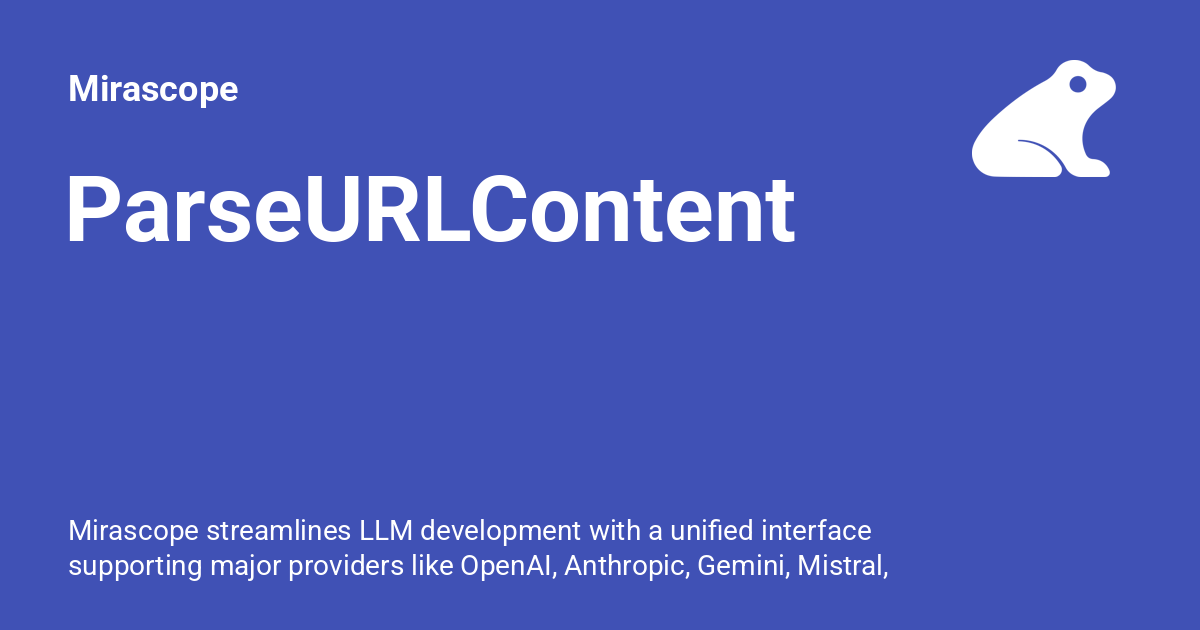 Mirascope
ParseURLContent
Mirascope streamlines LLM development with a unified interface
supporting major providers like OpenAI, Anthropic, Gemini, Mistral,